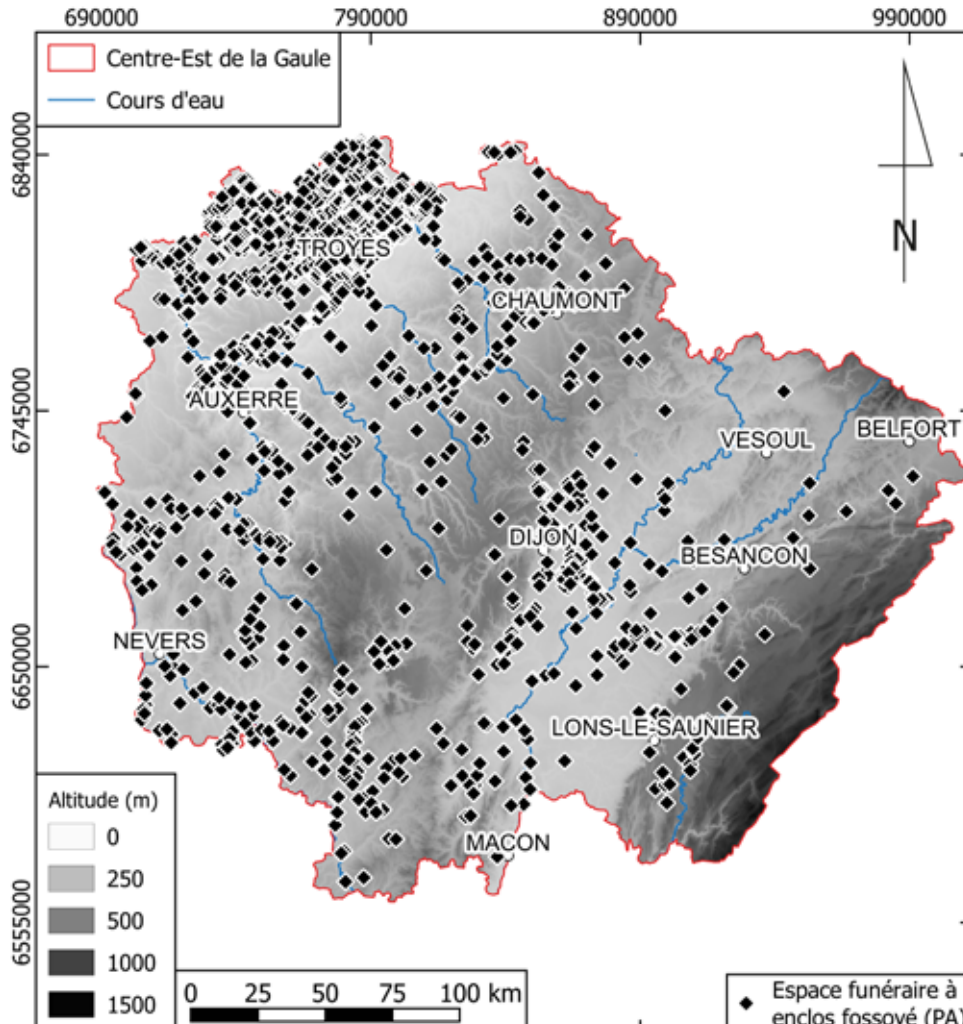 690000 790000 890000 990000
Centre-Est de la Gaule
Cours d'eau
6840000
N
TROYES
CHAUMONT
AUXERRE
6745000
BELFORT
VESOUL
DIJON
BESANCON
NEVERS
6650000
LONS-LE-SAUNIER
Altitude (m)
0
250
500
1000
1500
MACON
6555000
0 25 50 75 100 km
Espace funéraire à
enclos fossoyé (PA)